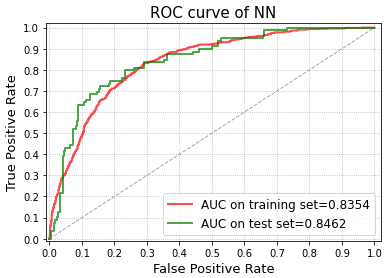 ROC curve of NN
1.0
0.9
0.8
0.7
0.6
0.5
0.4
0.3
0.2
0.1
0.0
True Positive Rate
AUC on training set=0.8354
AUC on test set=0.8462
0.0 0.1 0.2 0.3 0.4 0.5 0.6 0.7 0.8 0.9 1.0
False Positive Rate